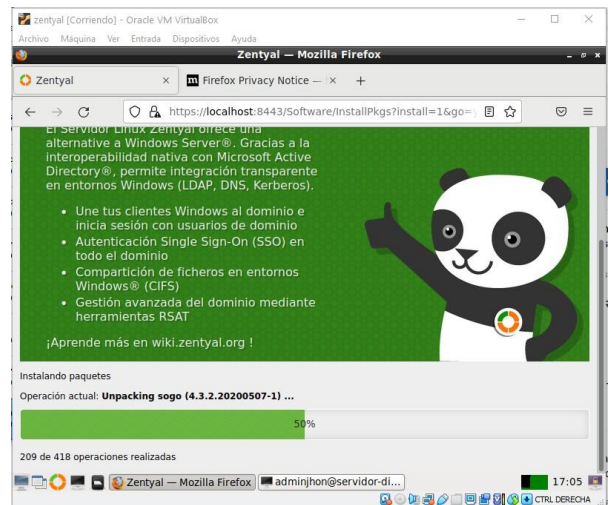 zentyal [Corriendo] - Oracle VM VirtualBox
Archivo Máquina Ver Entrada Dispositivos Ayuda
Zentyal — Mozilla Firefox
Zentyal
Firefox Privacy Notice —
https://localhost:8443/Software/InstallPkgs?install=1&go=
El Servidor Linux Zentyal ofrece una
alternative a Windows Server®. Gracias a la
interoperabilidad nativa con Microsoft Active
Directory®, permite integración transparente
en entornos Windows (LDAP, DNS, Kerberos).
• Une tus clientes Windows al dominio e
inicia sesión con usuarios de dominio
• Autenticación Single Sign-On (SSO) en
todo el dominio
• Compartición de ficheros en entornos
Windows® (CIFS)
• Gestión avanzada del dominio mediante
herramientas RSAT
¡Aprende más en wiki.zentyal.org !
Instalando paquetes
Operación actual: Unpacking sogo (4.3.2.20200507-1) ...
50%
209 de 418 operaciones realizadas
Zentyal — Mozilla Firefox
adminjhon@servidor-di...
17:05
CTRL DERECHA